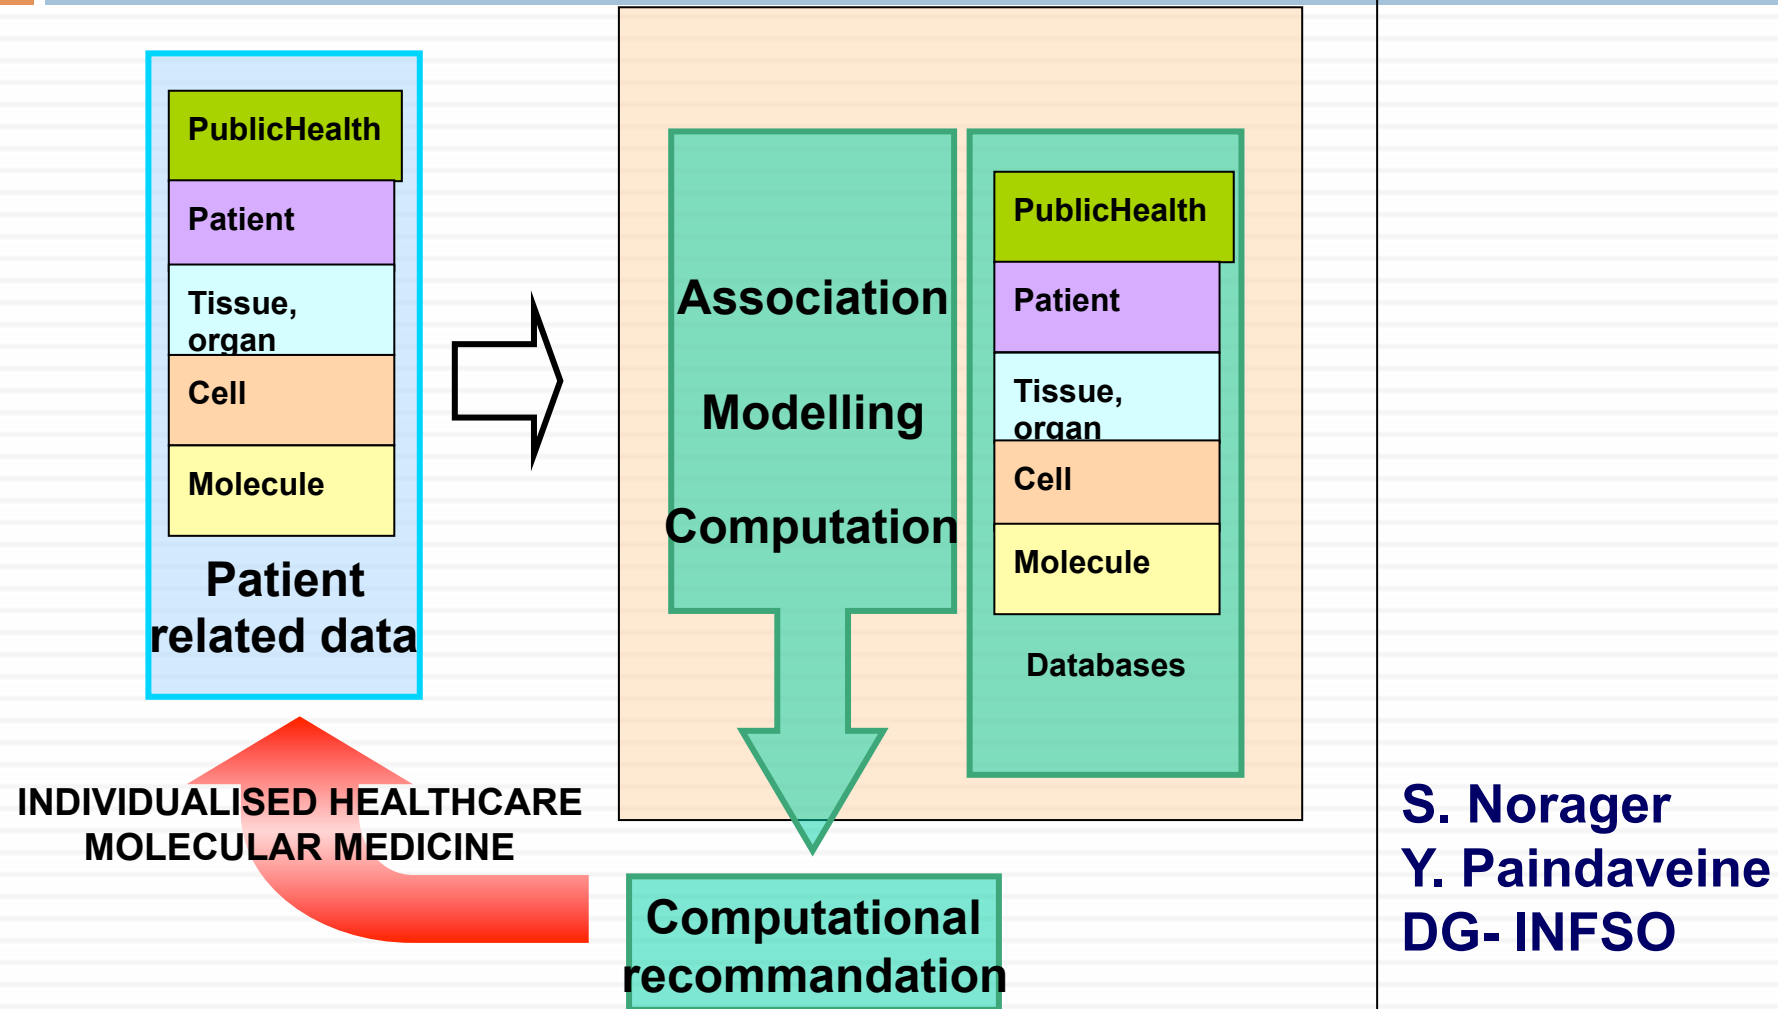 PublicHealth
Patient
Tissue,
organ
Cell
Molecule
Patient
related data
Association
Modelling
Computation
PublicHealth
Patient
Tissue,
organ
Cell
Molecule
Databases
INDIVIDUALISED HEALTHCARE
MOLECULAR MEDICINE
Computational
recommandation
S. Norager
Y. Paindaveine
DG- INFSO